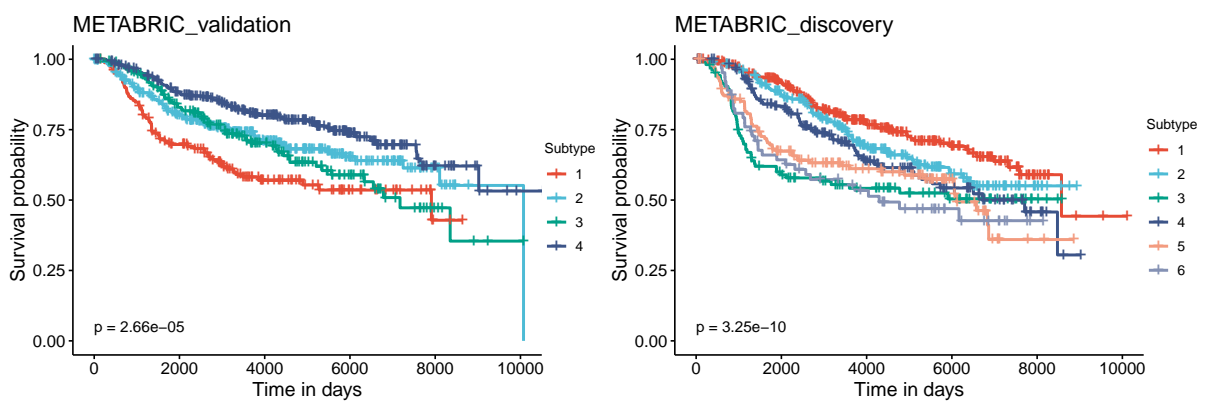 METABRIC_validation
Survival probability
1.00
0.75
0.50
0.25
0.00
p = 2.66e−05
0 2000 4000 6000 8000 10000
Time in days
Subtype
1
2
3
4
METABRIC_discovery
Survival probability
1.00
0.75
0.50
0.25
0.00
p = 3.25e−10
0 2000 4000 6000 8000 10000
Time in days
Subtype
1
2
3
4
5
6